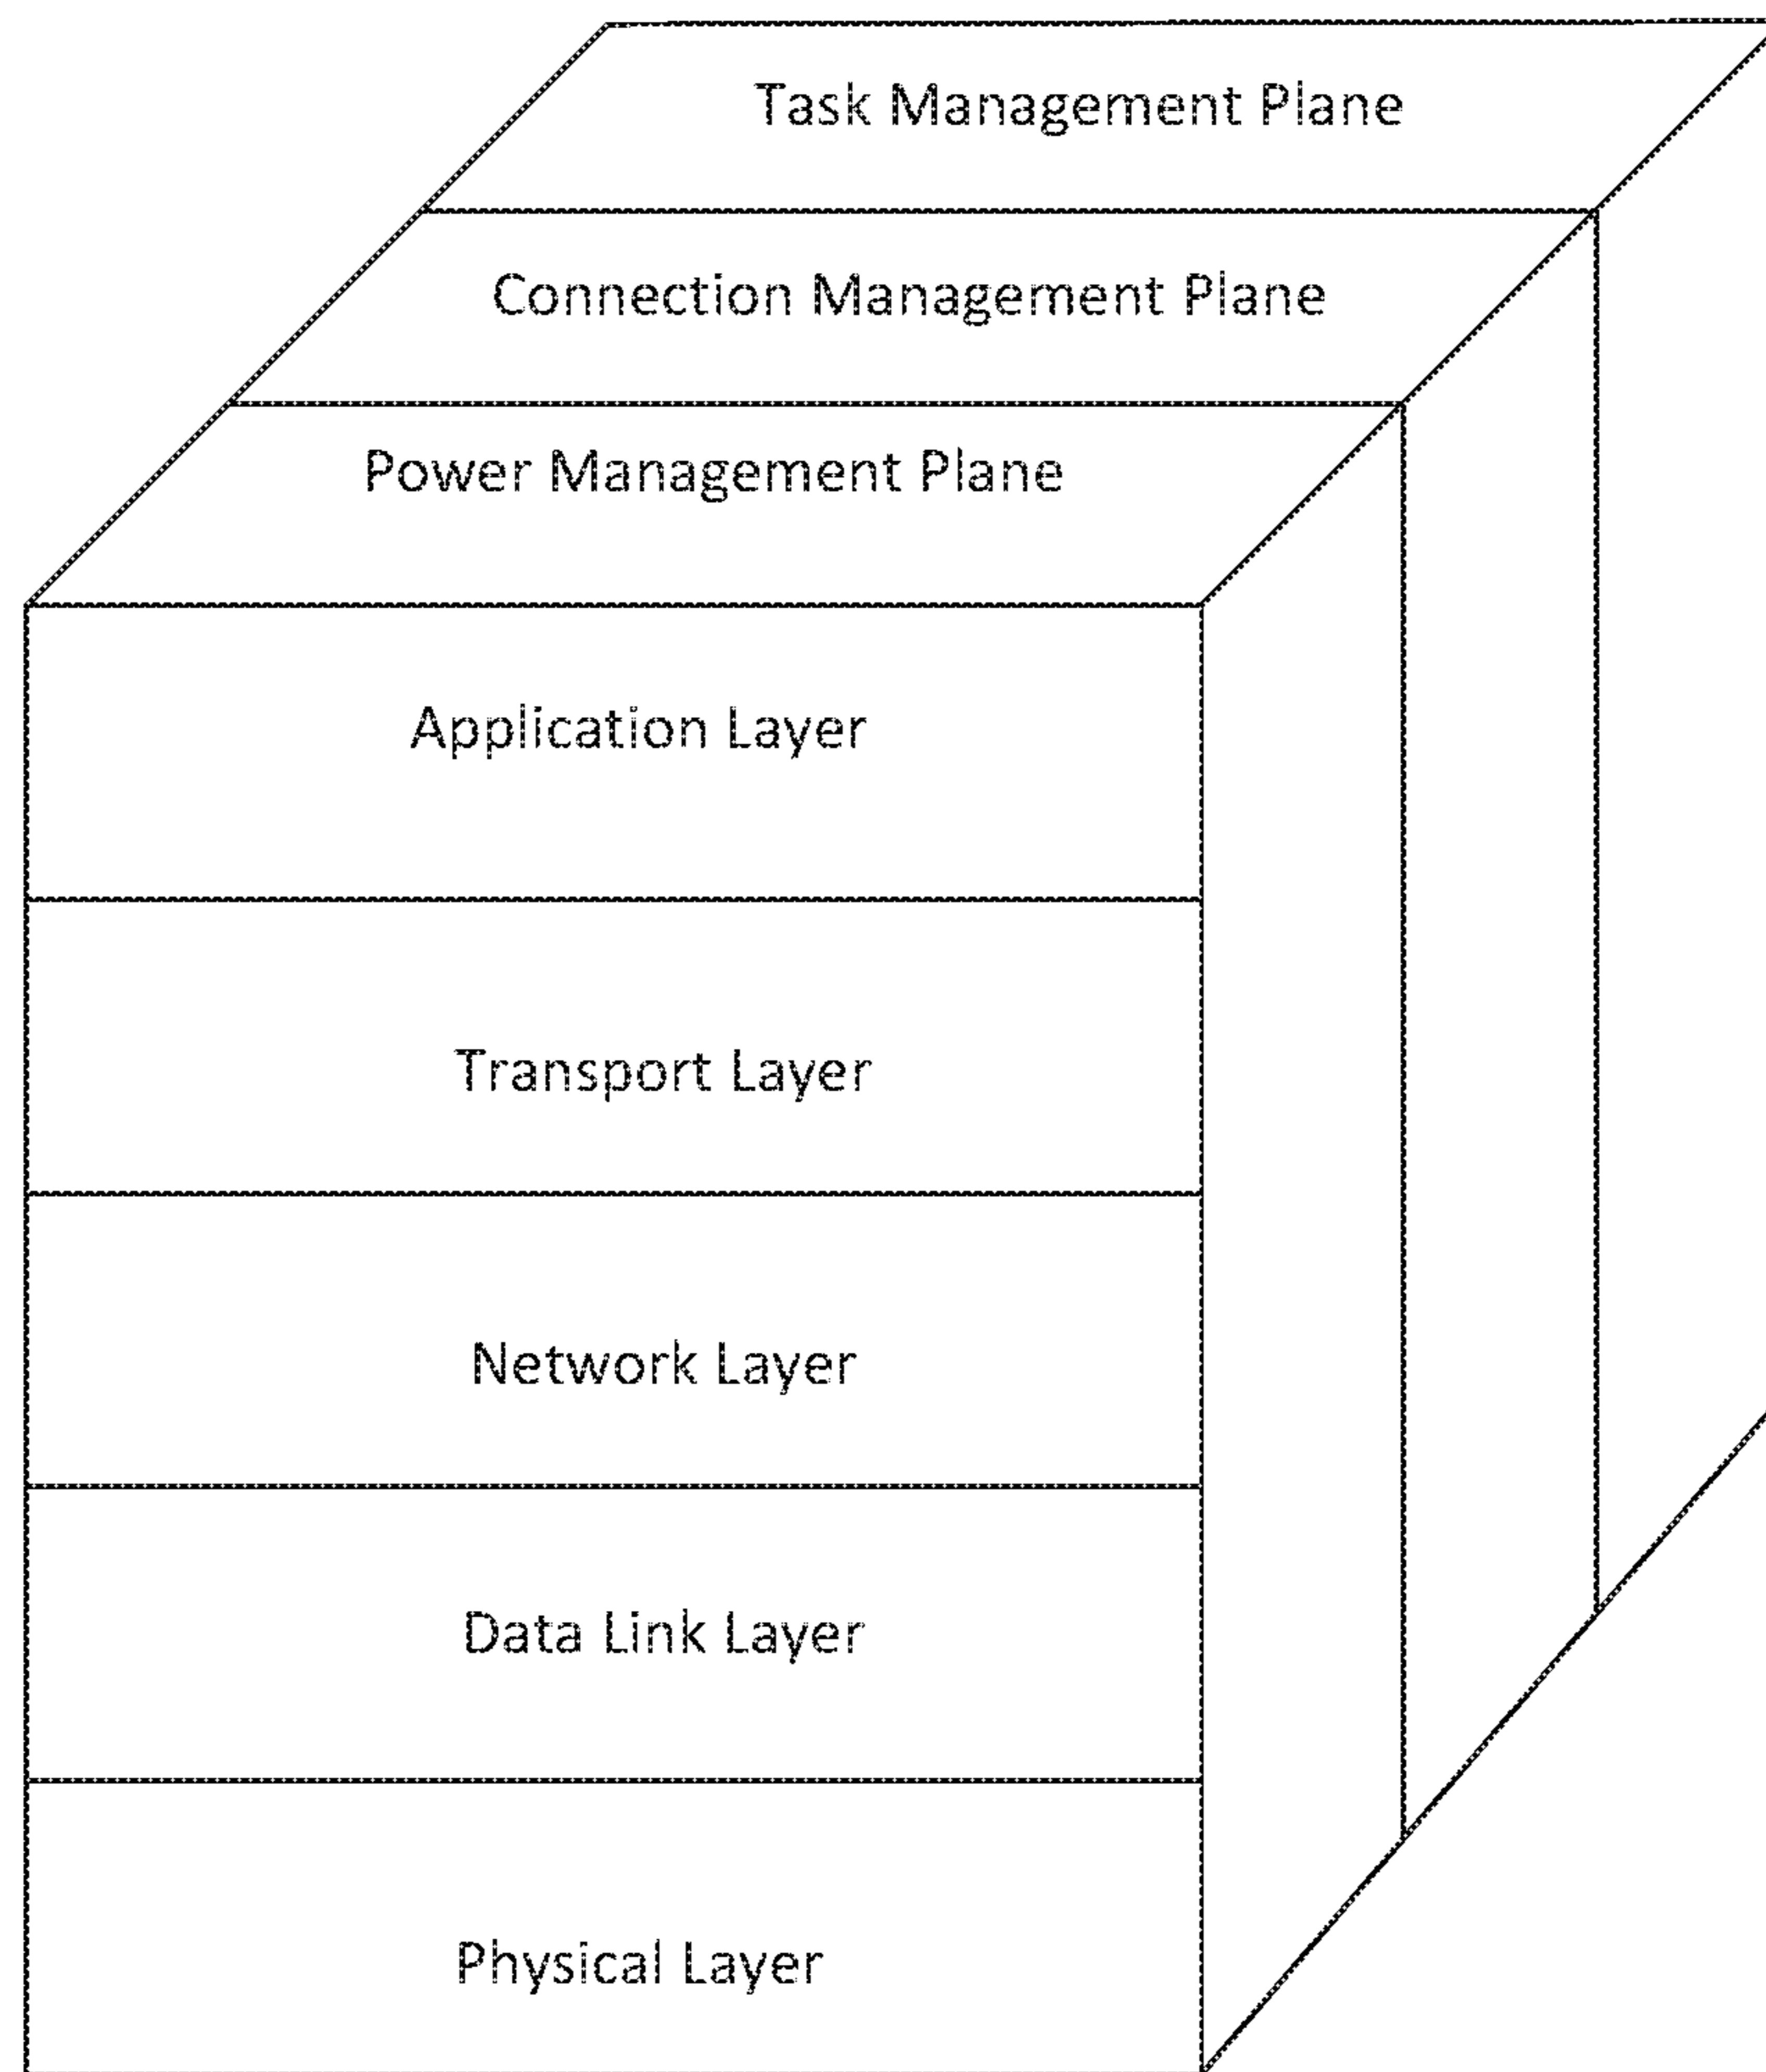 Task Management Plane
Connection Management Plane
Power Management Plane
Application Layer
Transport Layer
Network Layer
Data Link Layer
Physical Layer